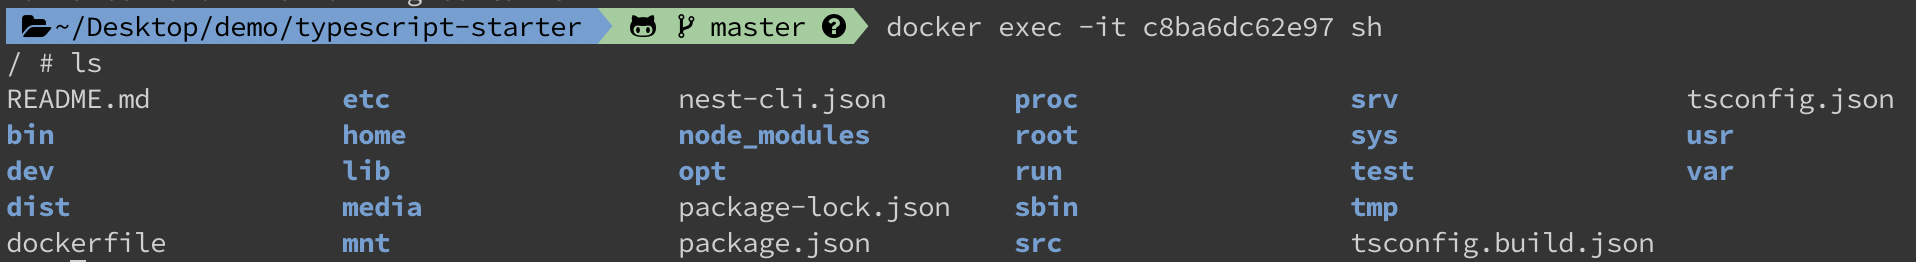 ~/Desktop/demo/typescript-starter master ? docker exec -it c8ba6dc62e97 sh
/ # ls
README.md etc nest-cli.json proc srv tsconfig.json
bin home node_modules root sys usr
dev lib opt run test var
dist media package-lock.json sbin tmp
dockerfile mnt package.json src tsconfig.build.json